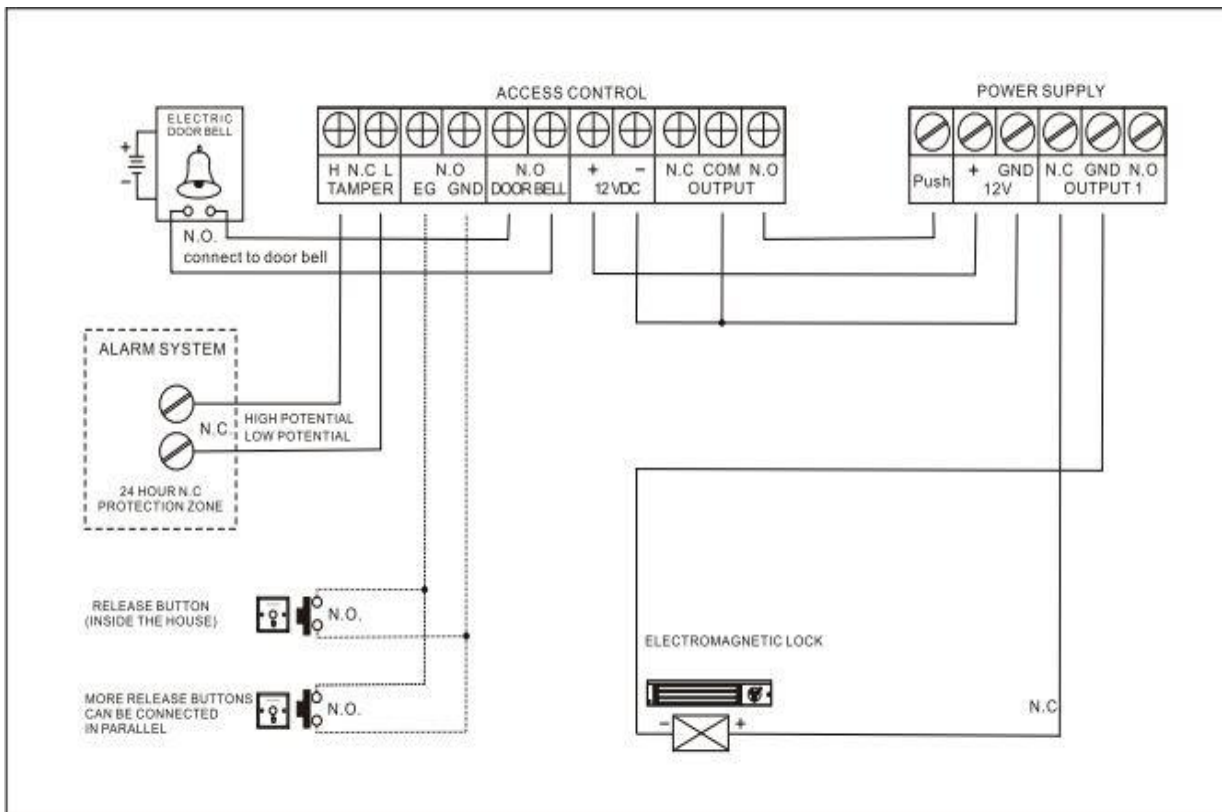 ACCESS CONTROL
POWER SUPPLY
ELECTRIC
DOOR BELL
+
−
H N.C L
TAMPER
N.O
EG GND
N.O
DOOR BELL
+ −
12 VDC
N.C COM N.O
OUTPUT
Push
+ GND
12V
N.C GND N.O
OUTPUT 1
N.O.
connect to door bell
ALARM SYSTEM
N.C.
HIGH POTENTIAL
LOW POTENTIAL
24 HOUR N.C
PROTECTION ZONE
RELEASE BUTTON
(INSIDE THE HOUSE)
N.O.
MORE RELEASE BUTTONS
CAN BE CONNECTED
IN PARALLEL
N.O.
ELECTROMAGNETIC LOCK
− +
N.C